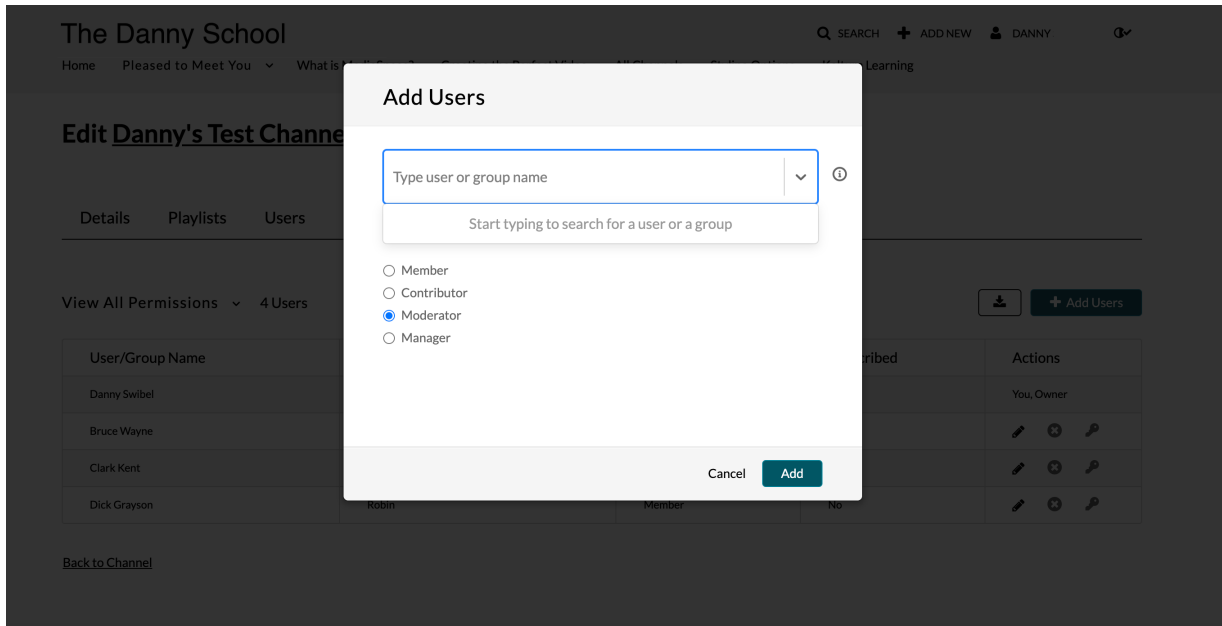 The Danny School
SEARCH ADD NEW DANNY
Home Pleased to Meet You What is Learning
Add Users
Edit Danny's Test Channe
Type user or group name
Start typing to search for a user or a group
Details Playlists Users
Member
Contributor
Moderator
Manager
View All Permissions 4 Users
Add Users
User/Group Name cribed Actions
Danny Swibel You, Owner
Bruce Wayne
Clark Kent
Cancel Add
Dick Grayson Robin Member No
Back to Channel